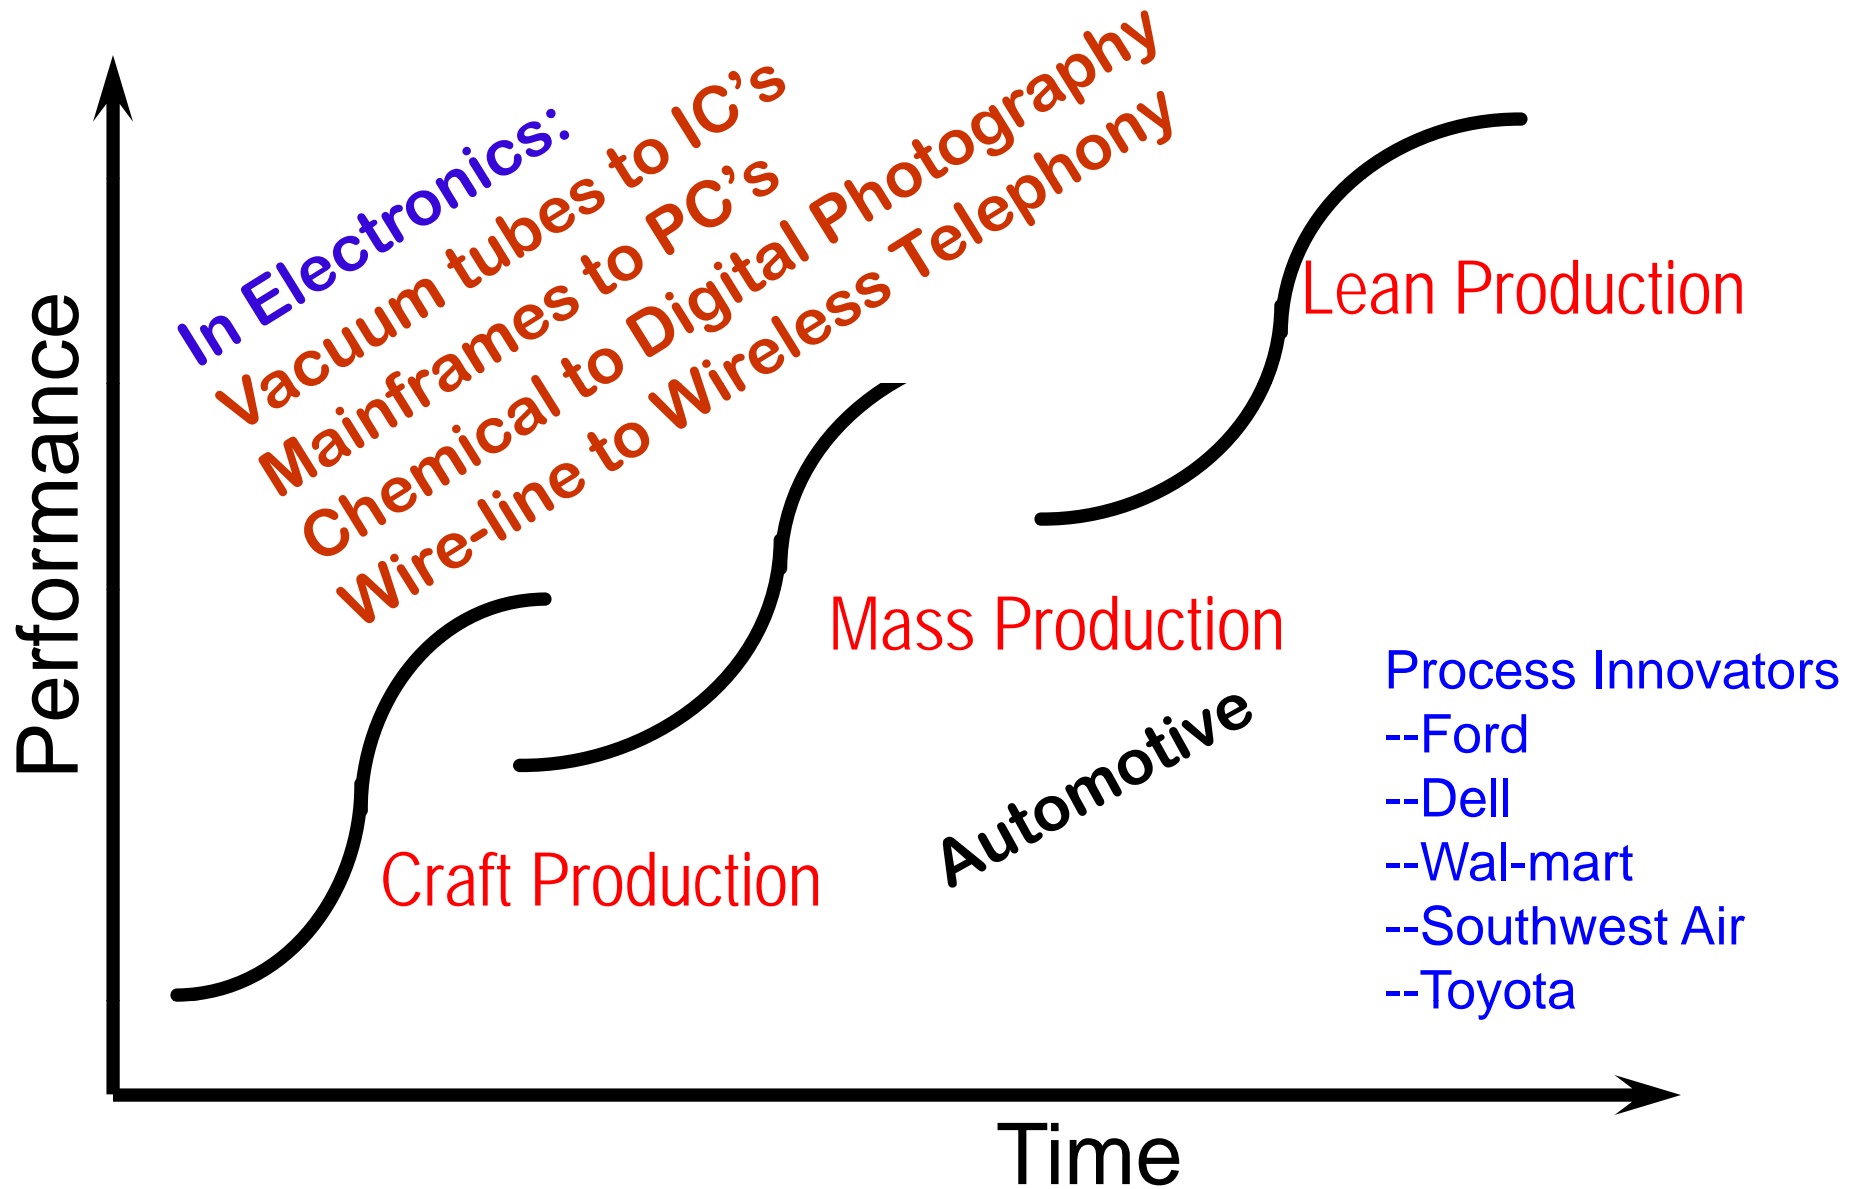 In Electronics:
Vacuum tubes to IC’s
Mainframes to PC’s
Chemical to Digital Photography
Wire-line to Wireless Telephony
Performance
Lean Production
Mass Production
Craft Production
Automotive
Process Innovators
--Ford
--Dell
--Wal-mart
--Southwest Air
--Toyota
Time